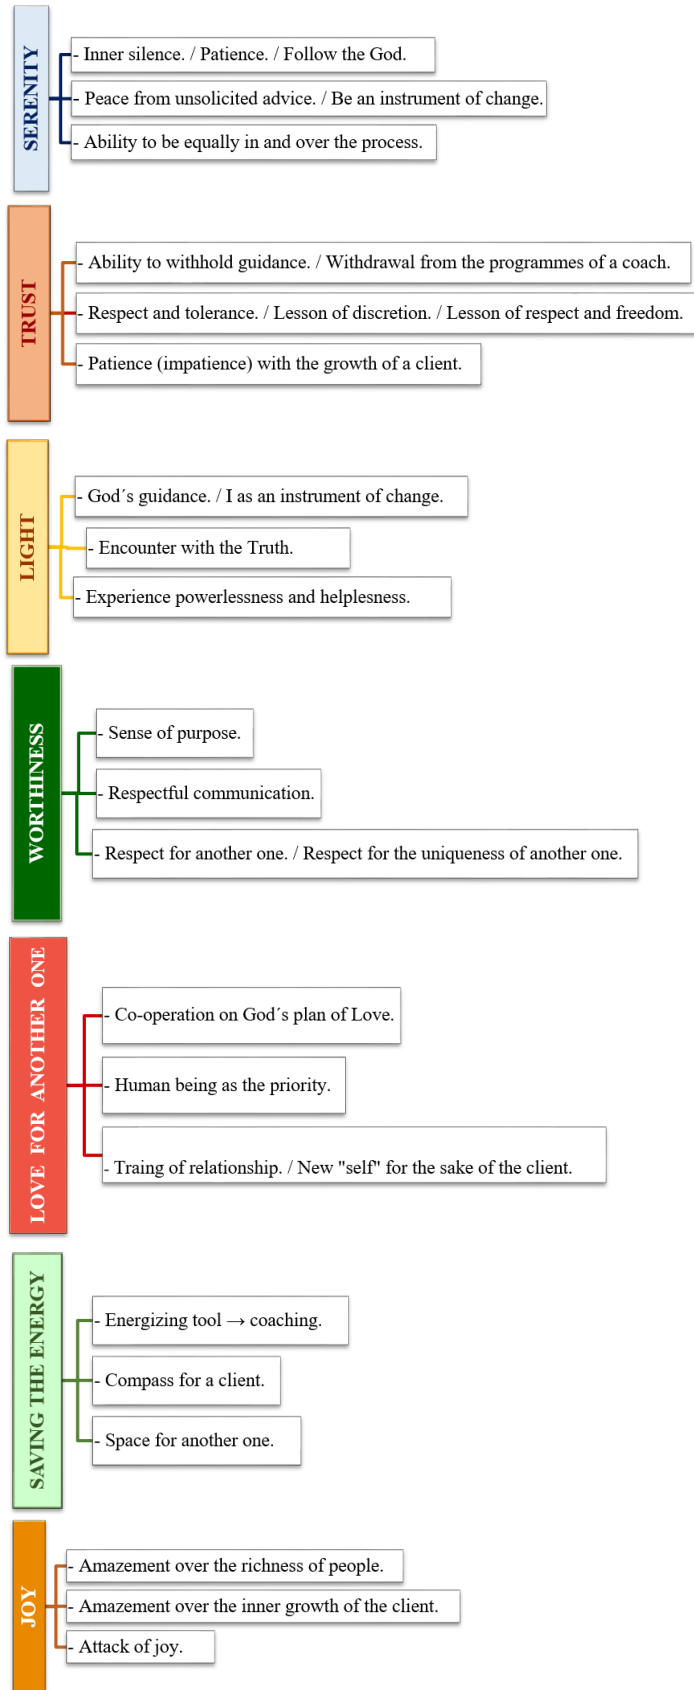 SERENITY
- Inner silence. / Patience. / Follow the God.
- Peace from unsolicited advice. / Be an instrument of change.
- Ability to be equally in and over the process.
TRUST
- Ability to withhold guidance. / Withdrawal from the programmes of a coach.
- Respect and tolerance. / Lesson of discretion. / Lesson of respect and freedom.
- Patience (impatience) with the growth of a client.
LIGHT
- God´s guidance. / I as an instrument of change.
- Encounter with the Truth.
- Experience powerlessness and helplesness.
WORTHINESS
- Sense of purpose.
- Respectful communication.
- Respect for another one. / Respect for the uniqueness of another one.
LOVE FOR ANOTHER ONE
- Co-operation on God´s plan of Love.
- Human being as the priority.
- Traing of relationship. / New "self" for the sake of the client.
SAVING THE ENERGY
- Energizing tool → coaching.
- Compass for a client.
- Space for another one.
JOY
- Amazement over the richness of people.
- Amazement over the inner growth of the client.
- Attack of joy.